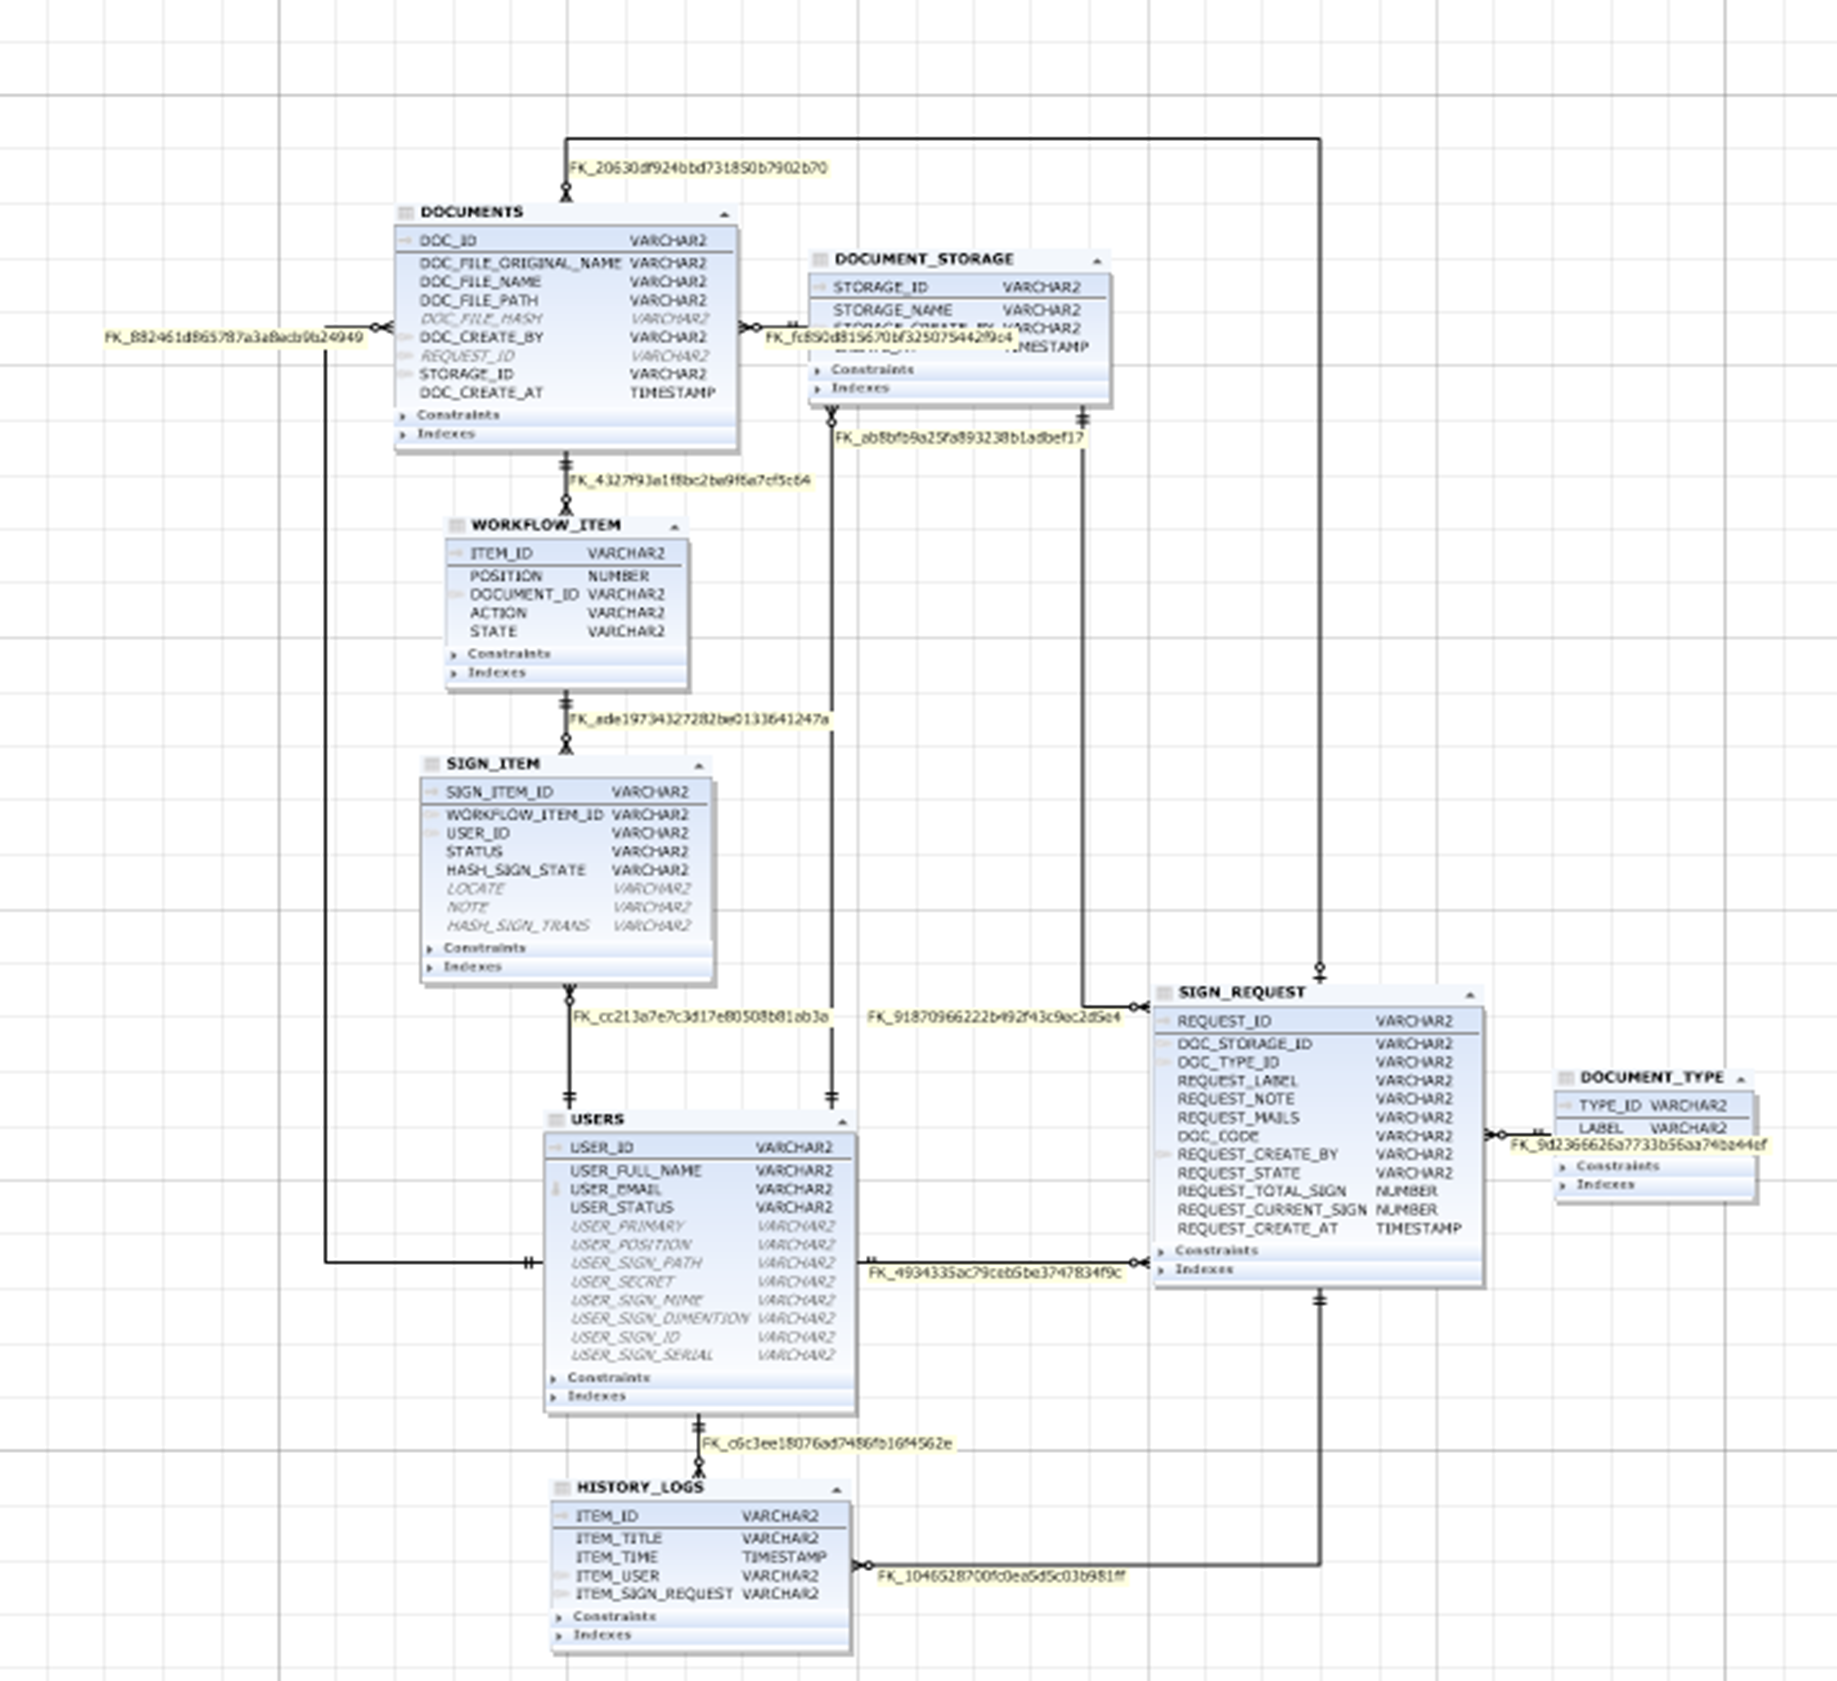 FK_20630df924bbd731850b7902b70
DOCUMENTS
DOC_ID VARCHAR2
DOC_FILE_ORIGINAL_NAME VARCHAR2
DOC_FILE_NAME VARCHAR2
DOC_FILE_PATH VARCHAR2
DOC_FILE_HASH VARCHAR2
DOC_CREATE_BY VARCHAR2
REQUEST_ID VARCHAR2
STORAGE_ID VARCHAR2
DOC_CREATE_AT TIMESTAMP
Constraints
Indexes
FK_882461d865787a3a8ecb9b24949
DOCUMENT_STORAGE
STORAGE_ID VARCHAR2
STORAGE_NAME VARCHAR2
VARCHAR2
FK_fc850d815670bf325075442f9c4
TIMESTAMP
Constraints
Indexes
FK_ab8bfb9a25fa893238b1adbef17
FK_4327f93a1f8bc2ba9f6a7cf5c64
WORKFLOW_ITEM
ITEM_ID VARCHAR2
POSITION NUMBER
DOCUMENT_ID VARCHAR2
ACTION VARCHAR2
STATE VARCHAR2
Constraints
Indexes
FK_ade19734327282be0133641247a
SIGN_ITEM
SIGN_ITEM_ID VARCHAR2
WORKFLOW_ITEM_ID VARCHAR2
USER_ID VARCHAR2
STATUS VARCHAR2
HASH_SIGN_STATE VARCHAR2
LOCATE VARCHAR2
NOTE VARCHAR2
HASH_SIGN_TRANS VARCHAR2
Constraints
Indexes
FK_cc213a7e7c3d17e80508b81ab3a
FK_91870966222b492f43c9ec2d5e4
SIGN_REQUEST
REQUEST_ID VARCHAR2
DOC_STORAGE_ID VARCHAR2
DOC_TYPE_ID VARCHAR2
REQUEST_LABEL VARCHAR2
REQUEST_NOTE VARCHAR2
REQUEST_MAILS VARCHAR2
DOC_CODE VARCHAR2
REQUEST_CREATE_BY VARCHAR2
REQUEST_STATE VARCHAR2
REQUEST_TOTAL_SIGN NUMBER
REQUEST_CURRENT_SIGN NUMBER
REQUEST_CREATE_AT TIMESTAMP
Constraints
Indexes
DOCUMENT_TYPE
TYPE_ID VARCHAR2
LABEL VARCHAR2
FK_9d2366626a7733b56aa74ba44ef
Constraints
Indexes
USERS
USER_ID VARCHAR2
USER_FULL_NAME VARCHAR2
USER_EMAIL VARCHAR2
USER_STATUS VARCHAR2
USER_PRIMARY VARCHAR2
USER_POSITION VARCHAR2
USER_SIGN_PATH VARCHAR2
USER_SECRET VARCHAR2
USER_SIGN_MIME VARCHAR2
USER_SIGN_DIMENTION VARCHAR2
USER_SIGN_ID VARCHAR2
USER_SIGN_SERIAL VARCHAR2
Constraints
Indexes
FK_4934335ac79ceb5be3747834f9c
FK_c6c3ee18076ad7486fb16f4562e
HISTORY_LOGS
ITEM_ID VARCHAR2
ITEM_TITLE VARCHAR2
ITEM_TIME TIMESTAMP
ITEM_USER VARCHAR2
ITEM_SIGN_REQUEST VARCHAR2
Constraints
Indexes
FK_1046528700fc0ea5d5c03b981ff